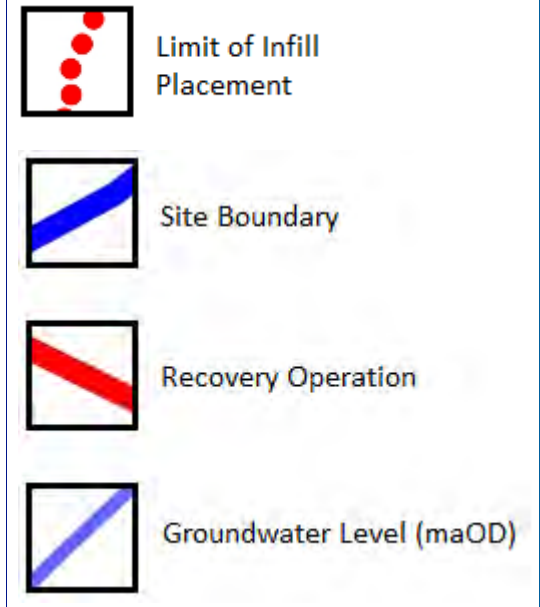 Limit of Infill
Placement
Site Boundary
Recovery Operation
Groundwater Level (maOD)